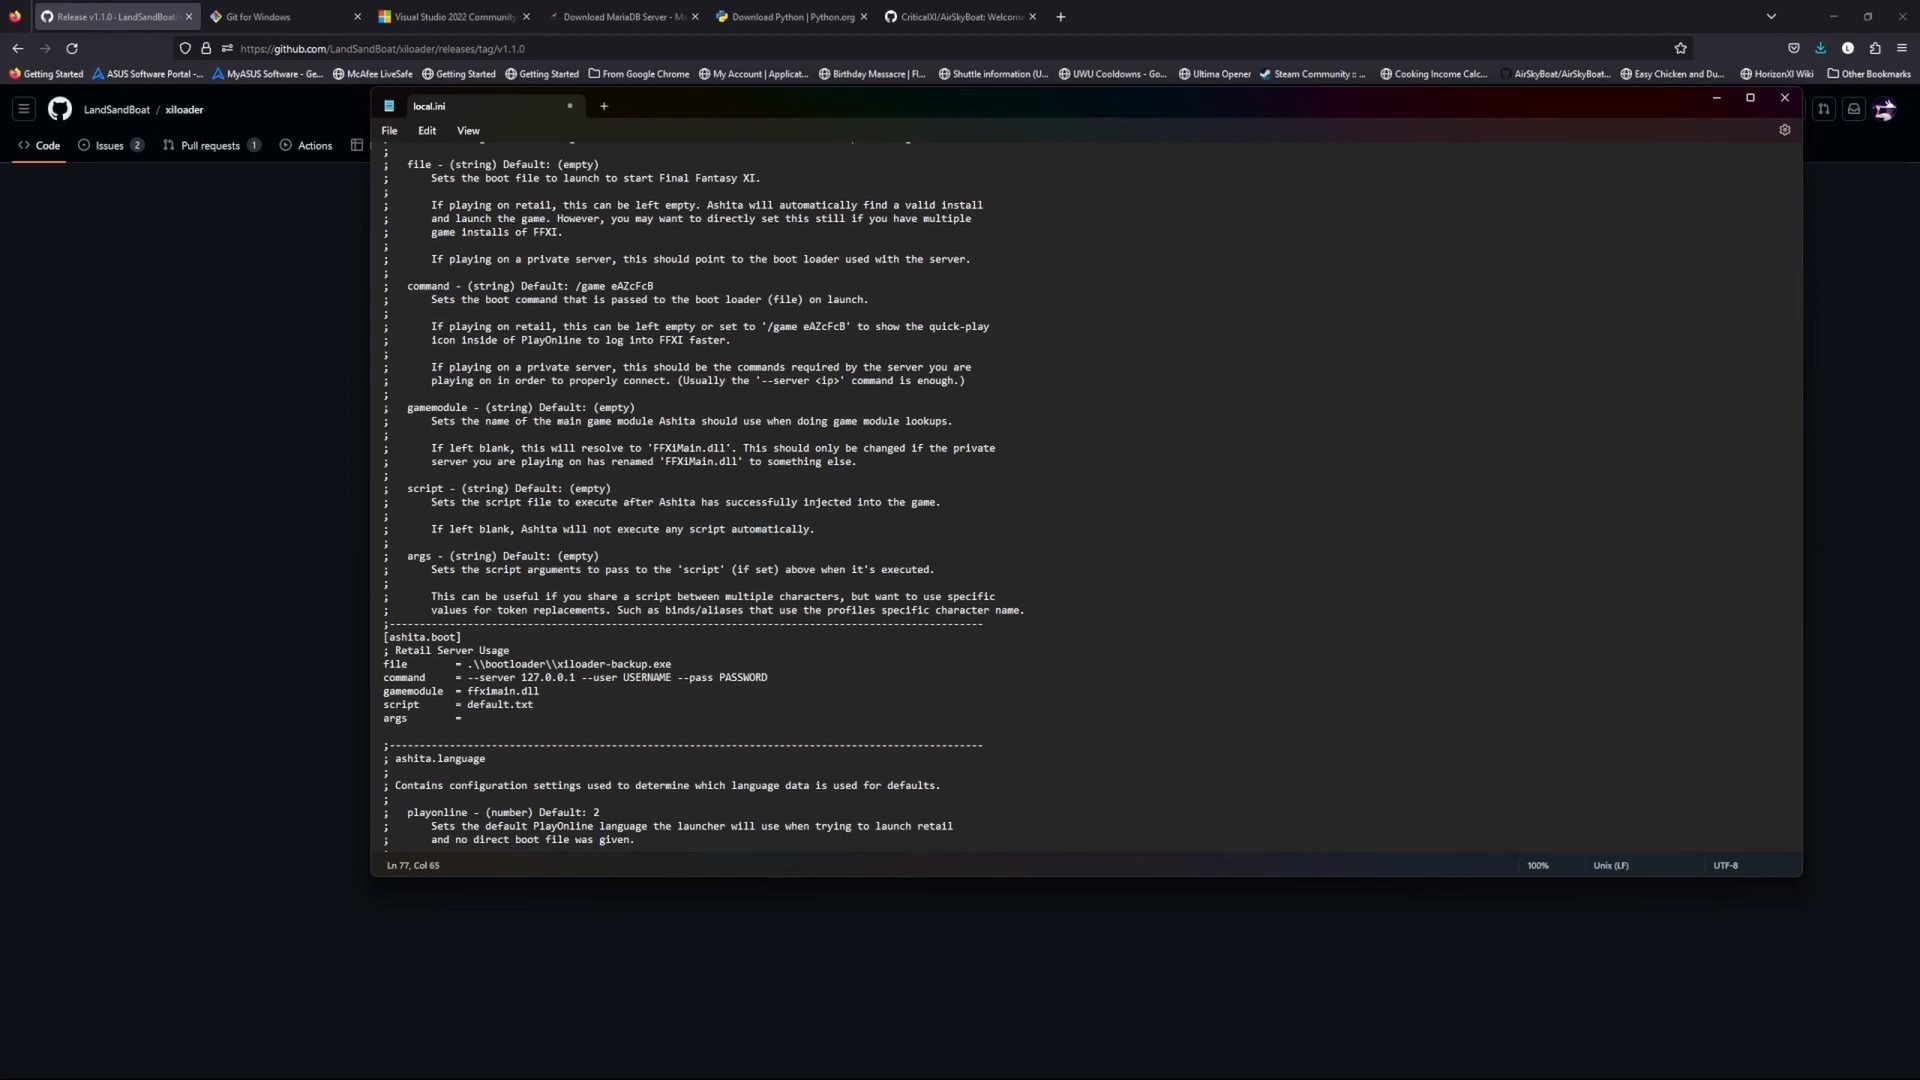 Release v1.1.0 · LandSandBoat/
Git for Windows
Visual Studio 2022 Community
Download MariaDB Server - Ma
Download Python | Python.org
CriticalXI/AirSkyBoat: Welcome
https://github.com/LandSandBoat/xiloader/releases/tag/v1.1.0
Getting Started
ASUS Software Portal -...
MyASUS Software - Ge...
McAfee LiveSafe
Getting Started
Getting Started
From Google Chrome
My Account | Applicat...
Birthday Massacre | Fl...
Shuttle information (U...
UWU Cooldowns - Go...
Ultima Opener
Steam Community :: ...
Cooking Income Calc...
AirSkyBoat/AirSkyBoat...
Easy Chicken and Du...
HorizonXI Wiki
Other Bookmarks
LandSandBoat / xiloader
Code
Issues 2
Pull requests 1
Actions
local.ini
File Edit View
;
; file - (string) Default: (empty)
; Sets the boot file to launch to start Final Fantasy XI.
;
; If playing on retail, this can be left empty. Ashita will automatically find a valid install
; and launch the game. However, you may want to directly set this still if you have multiple
; game installs of FFXI.
;
; If playing on a private server, this should point to the boot loader used with the server.
;
; command - (string) Default: /game eAZcFcB
; Sets the boot command that is passed to the boot loader (file) on launch.
;
; If playing on retail, this can be left empty or set to '/game eAZcFcB' to show the quick-play
; icon inside of PlayOnline to log into FFXI faster.
;
; If playing on a private server, this should be the commands required by the server you are
; playing on in order to properly connect. (Usually the '--server <ip>' command is enough.)
;
; gamemodule - (string) Default: (empty)
; Sets the name of the main game module Ashita should use when doing game module lookups.
;
; If left blank, this will resolve to 'FFXiMain.dll'. This should only be changed if the private
; server you are playing on has renamed 'FFXiMain.dll' to something else.
;
; script - (string) Default: (empty)
; Sets the script file to execute after Ashita has successfully injected into the game.
;
; If left blank, Ashita will not execute any script automatically.
;
; args - (string) Default: (empty)
; Sets the script arguments to pass to the 'script' (if set) above when it's executed.
;
; This can be useful if you share a script between multiple characters, but want to use specific
; values for token replacements. Such as binds/aliases that use the profiles specific character name.
;---------------------------------------------------------------------------------------------------
[ashita.boot]
; Retail Server Usage
file = .\\bootloader\\xiloader-backup.exe
command = --server 127.0.0.1 --user USERNAME --pass PASSWORD
gamemodule = ffximain.dll
script = default.txt
args =
;---------------------------------------------------------------------------------------------------
; ashita.language
;
; Contains configuration settings used to determine which language data is used for defaults.
;
; playonline - (number) Default: 2
; Sets the default PlayOnline language the launcher will use when trying to launch retail
; and no direct boot file was given.
Ln 77, Col 65
100%
Unix (LF)
UTF-8